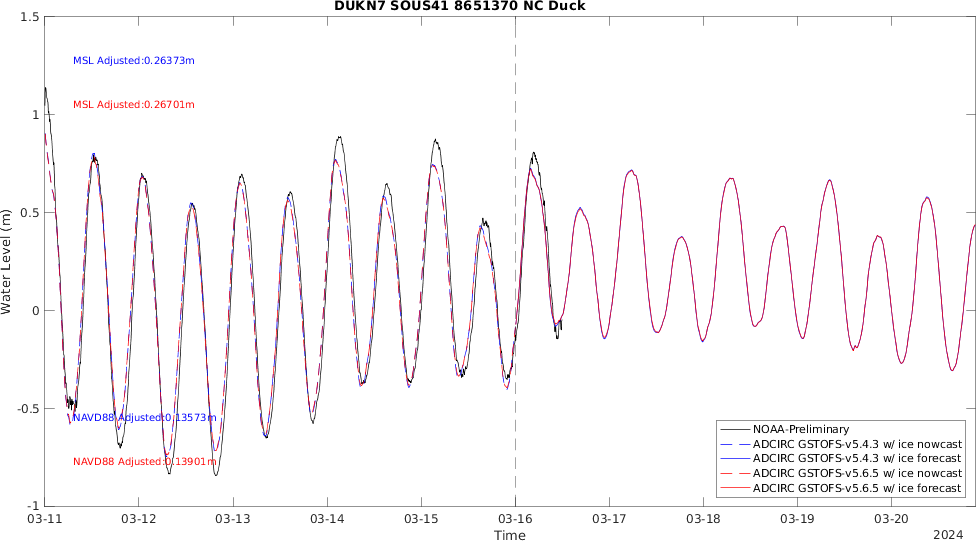 DUKN7 SOUS41 8651370 NC Duck
1.5
1
0.5
0
-0.5
-1
Water Level (m)
MSL Adjusted:0.26373m
MSL Adjusted:0.26701m
NAVD88 Adjusted:0.13573m
NAVD88 Adjusted:0.13901m
NOAA-Preliminary
ADCIRC GSTOFS-v5.4.3 w/ ice nowcast
ADCIRC GSTOFS-v5.4.3 w/ ice forecast
ADCIRC GSTOFS-v5.6.5 w/ ice nowcast
ADCIRC GSTOFS-v5.6.5 w/ ice forecast
03-11 03-12 03-13 03-14 03-15 03-16 03-17 03-18 03-19 03-20
Time
2024